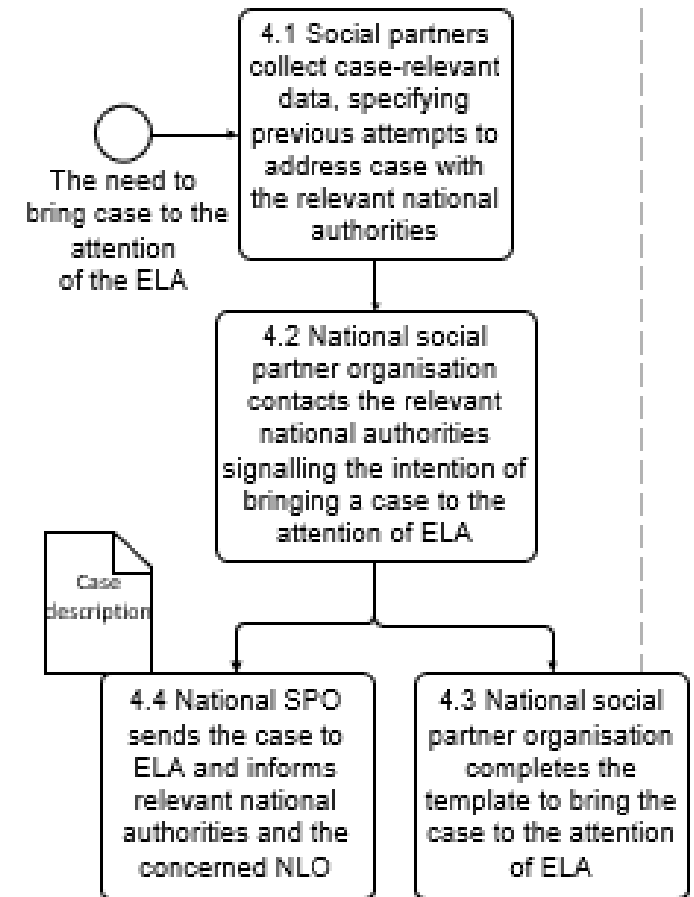 4.1 Social partners
collect case-relevant
data, specifying
previous attempts to
address case with
the relevant national
authorities
The need to
bring case to the
attention
of the ELA
4.2 National social
partner organisation
contacts the relevant
national authorities
signalling the intention of
bringing a case to the
attention of ELA
Case
description
4.4 National SPO
sends the case to
ELA and informs
relevant national
authorities and the
concerned NLO
4.3 National social
partner organisation
completes the
template to bring the
case to the attention
of ELA